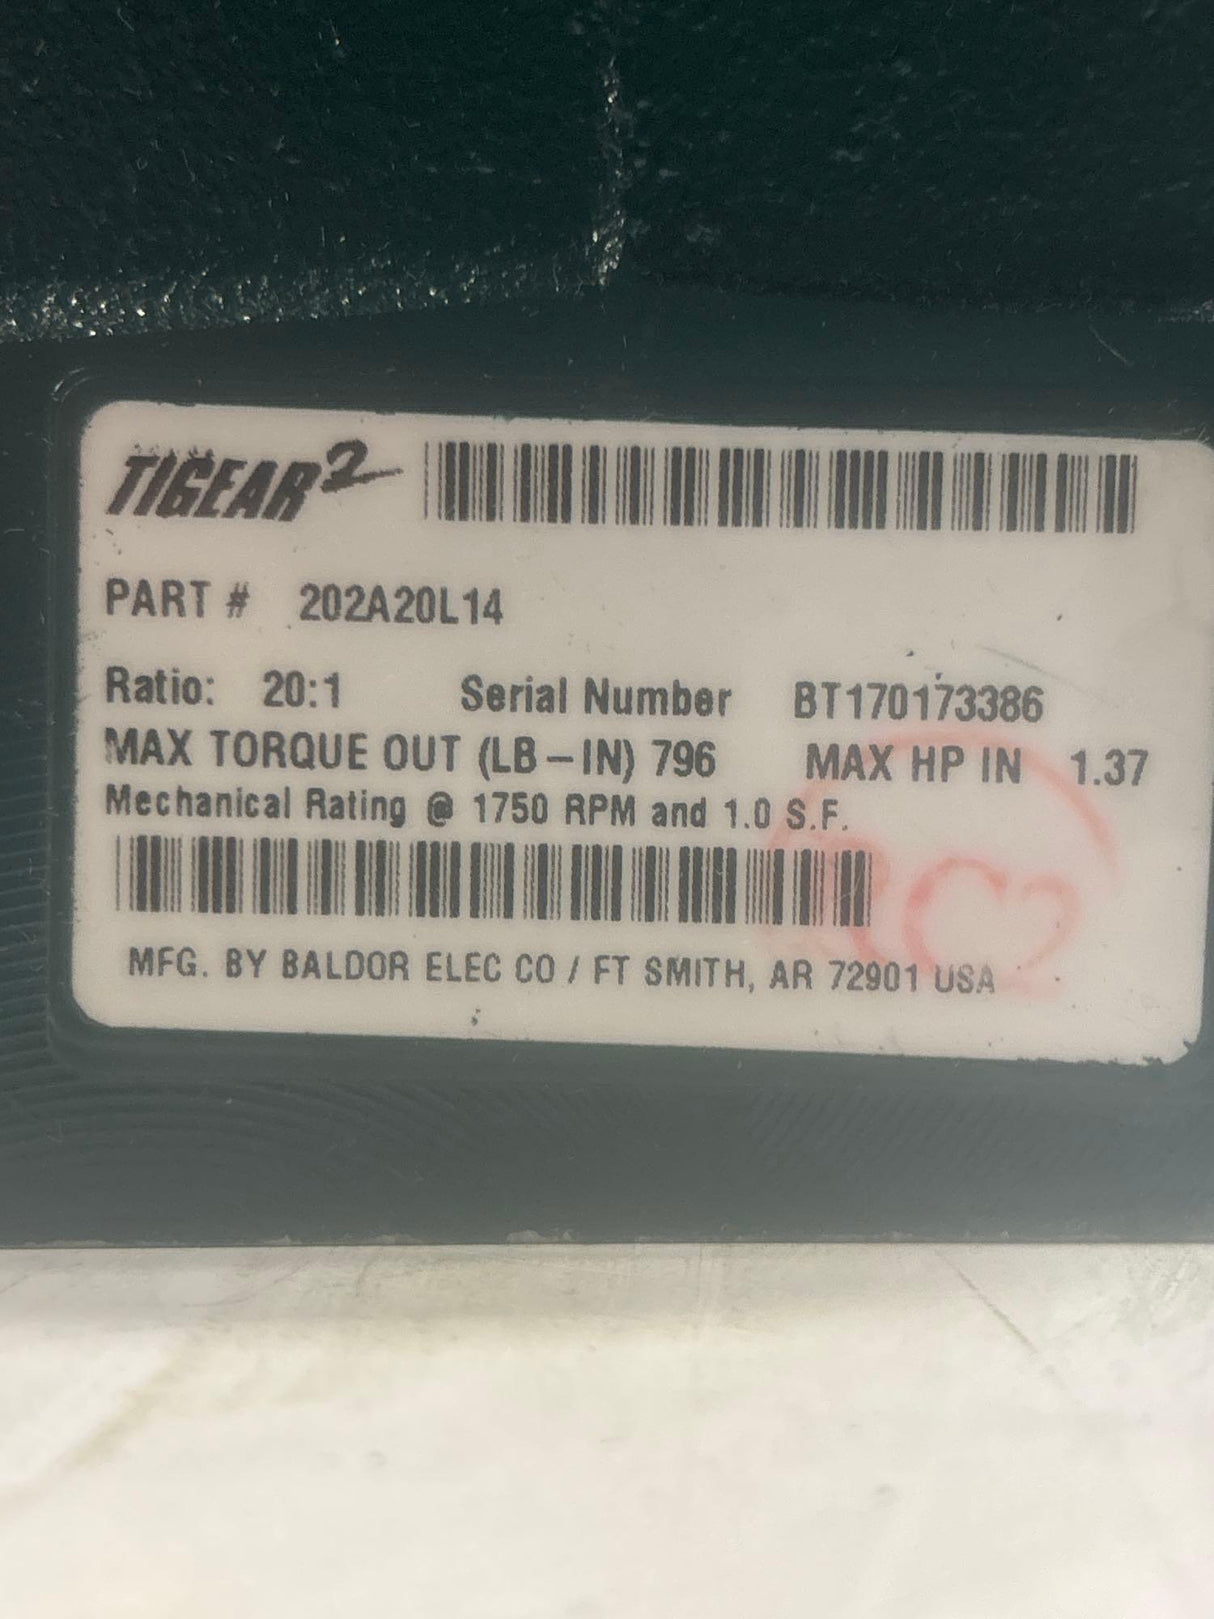 TIGEAR2
PART # 202A20L14
Ratio: 20:1 Serial Number BT170173386
MAX TORQUE OUT (LB-IN) 796 MAX HP IN 1.37
Mechanical Rating @ 1750 RPM and 1.0 S.F.
MFG. BY BALDOR ELEC CO / FT SMITH, AR 72901 USA